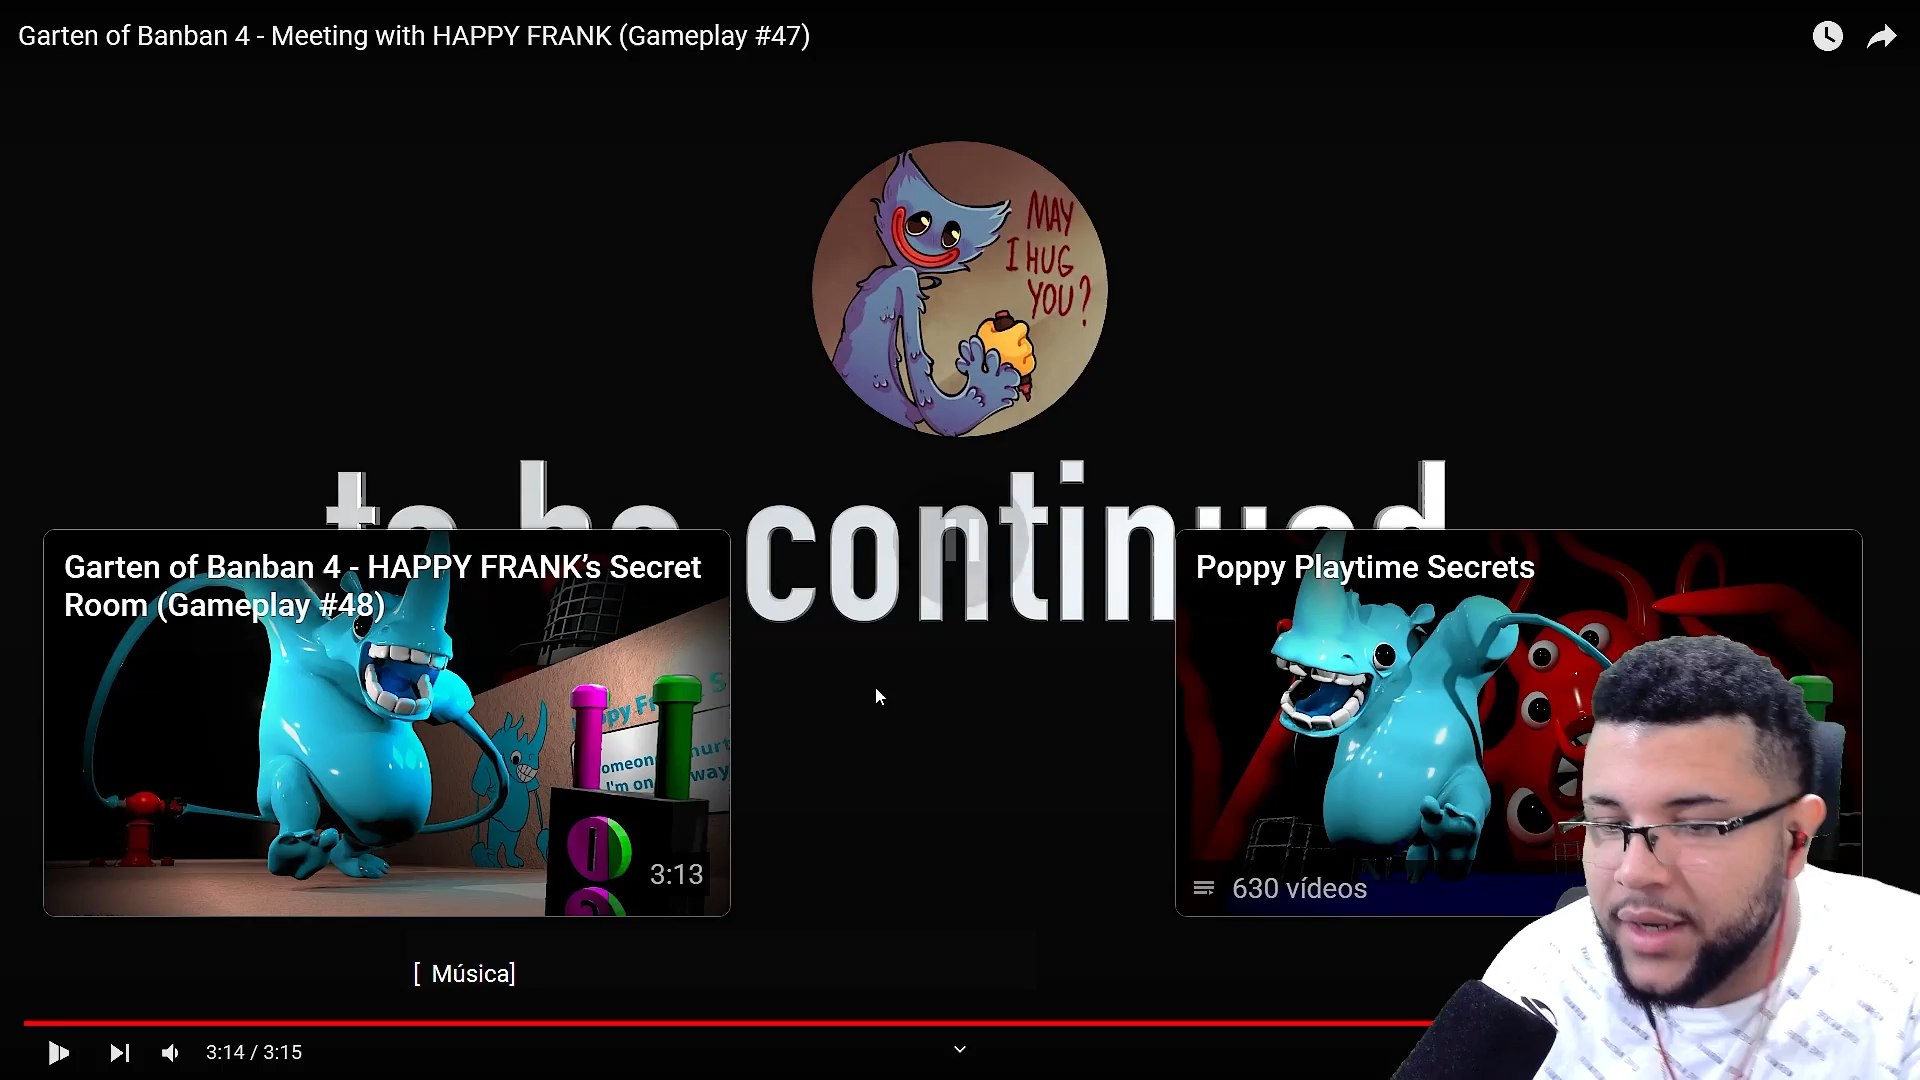 Garten of Banban 4 - Meeting with HAPPY FRANK (Gameplay #47)
MAY
I HUG
YOU?
to be continued
Garten of Banban 4 - HAPPY FRANK’s Secret
Room (Gameplay #48)
3:13
Poppy Playtime Secrets
630 vídeos
[ Música]
3:14 / 3:15